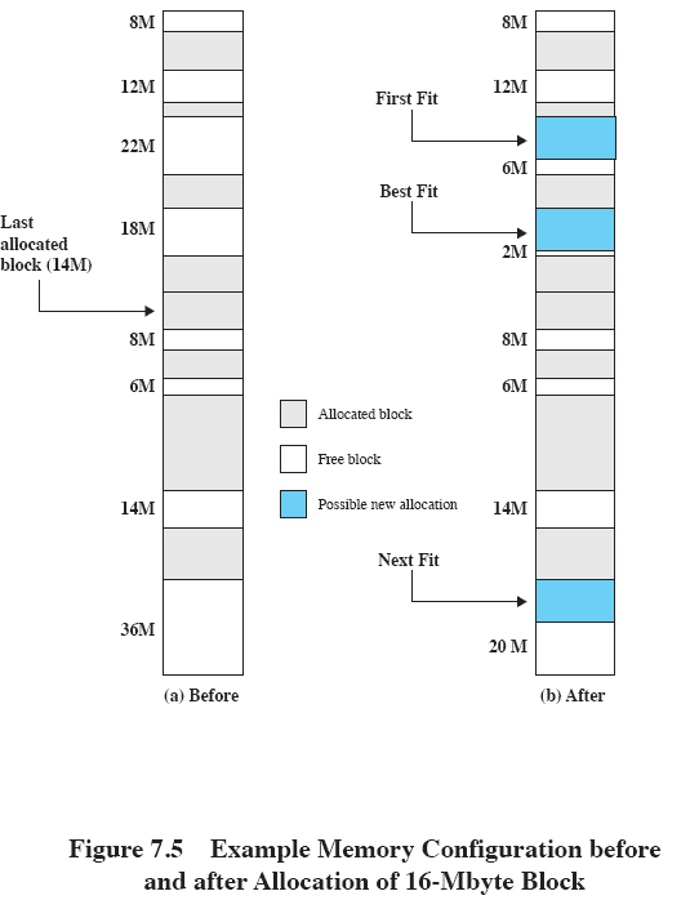 8M
12M
22M
18M
Last
allocated
block (14M)
8M
6M
14M
36M
(a) Before
Allocated block
Free block
Possible new allocation
8M
12M
First Fit
6M
Best Fit
2M
8M
6M
14M
Next Fit
20 M
(b) After
Figure 7.5 Example Memory Configuration before
and after Allocation of 16-Mbyte Block